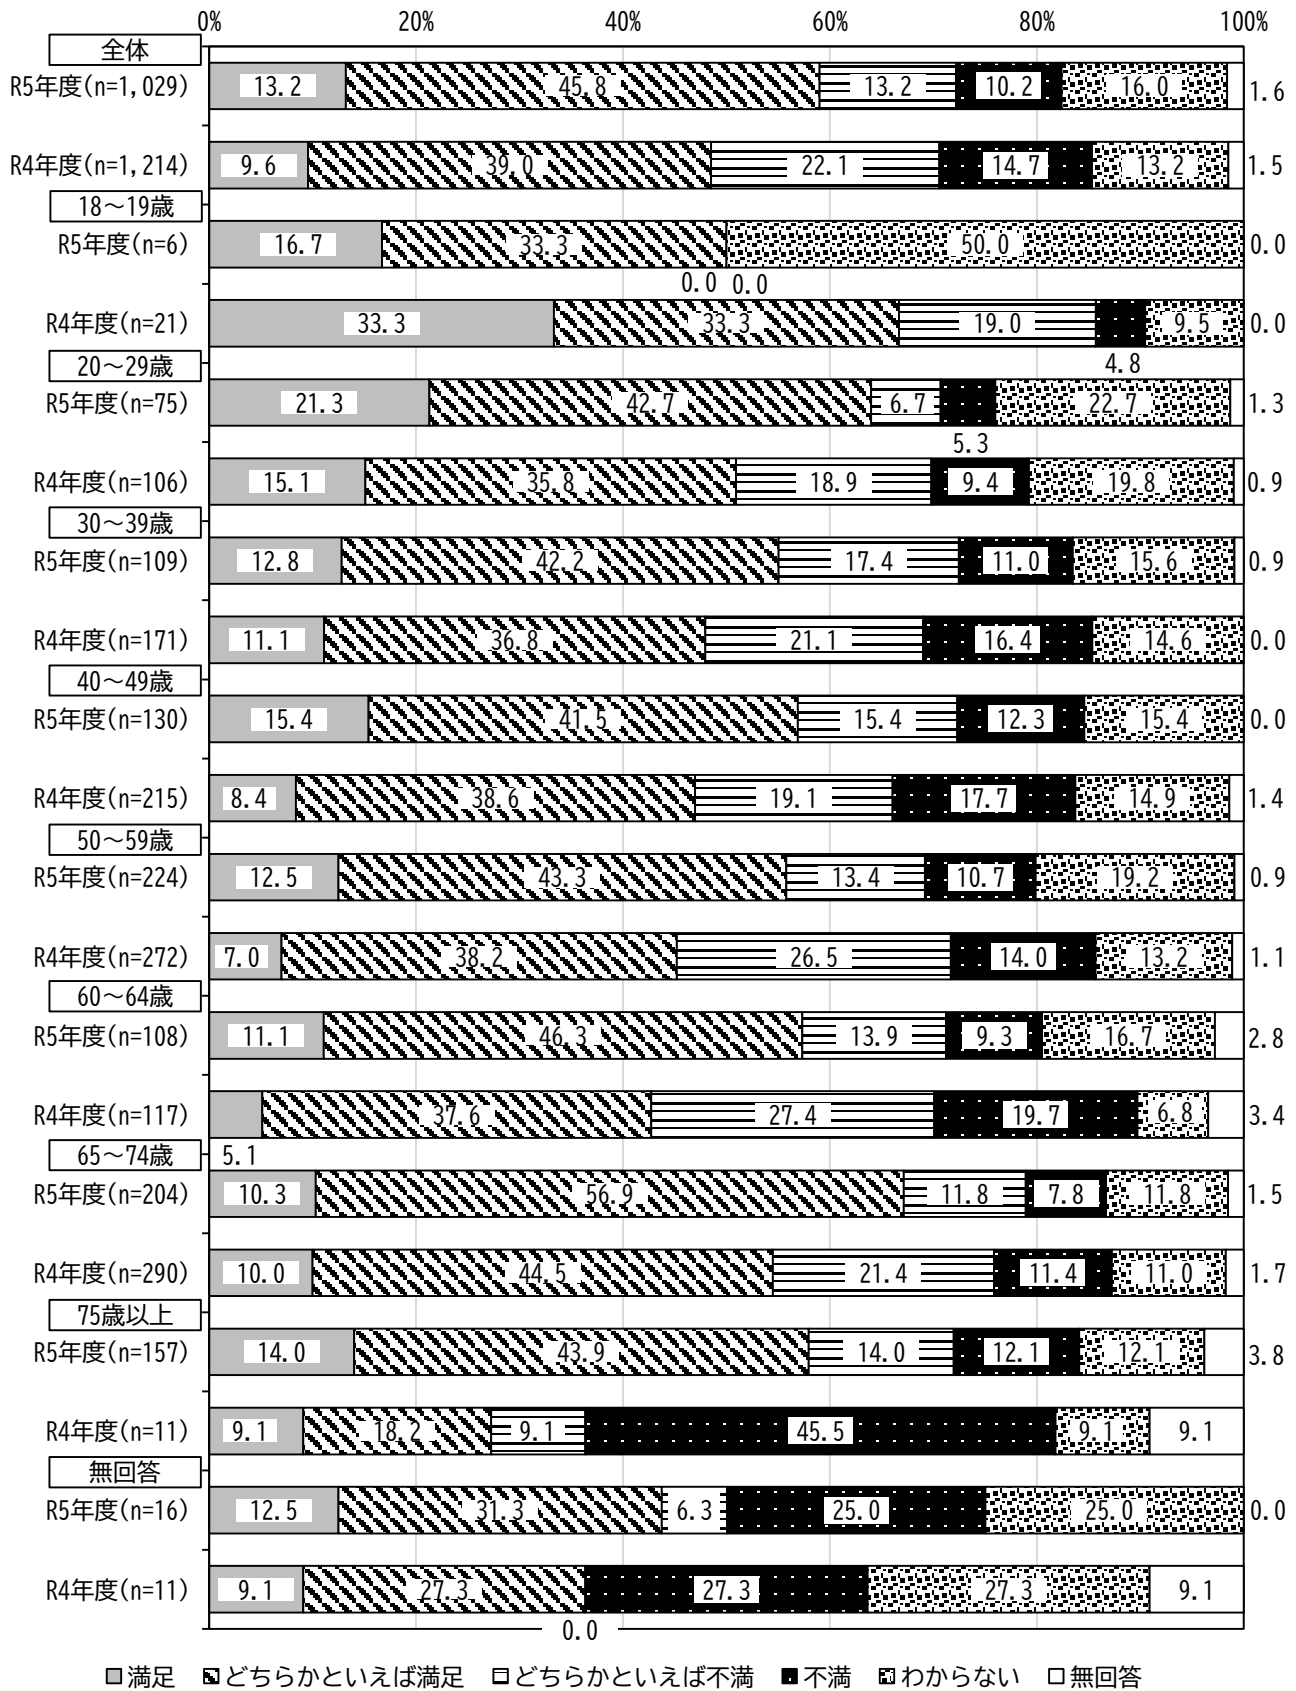 0% 20% 40% 60% 80% 100%
全体
R5年度(n=1,029) 13.2 45.8 13.2 10.2 16.0 1.6
R4年度(n=1,214) 9.6 39.0 22.1 14.7 13.2 1.5
18～19歳
R5年度(n=6) 16.7 33.3 50.0 0.0
0.0 0.0
R4年度(n=21) 33.3 33.3 19.0 9.5 0.0
20～29歳 4.8
R5年度(n=75) 21.3 42.7 6.7 22.7 1.3
5.3
R4年度(n=106) 15.1 35.8 18.9 9.4 19.8 0.9
30～39歳
R5年度(n=109) 12.8 42.2 17.4 11.0 15.6 0.9
R4年度(n=171) 11.1 36.8 21.1 16.4 14.6 0.0
40～49歳
R5年度(n=130) 15.4 41.5 15.4 12.3 15.4 0.0
R4年度(n=215) 8.4 38.6 19.1 17.7 14.9 1.4
50～59歳
R5年度(n=224) 12.5 43.3 13.4 10.7 19.2 0.9
R4年度(n=272) 7.0 38.2 26.5 14.0 13.2 1.1
60～64歳
R5年度(n=108) 11.1 46.3 13.9 9.3 16.7 2.8
R4年度(n=117) 37.6 27.4 19.7 6.8 3.4
65～74歳 5.1
R5年度(n=204) 10.3 56.9 11.8 7.8 11.8 1.5
R4年度(n=290) 10.0 44.5 21.4 11.4 11.0 1.7
75歳以上
R5年度(n=157) 14.0 43.9 14.0 12.1 12.1 3.8
R4年度(n=11) 9.1 18.2 9.1 45.5 9.1 9.1
無回答
R5年度(n=16) 12.5 31.3 6.3 25.0 25.0 0.0
R4年度(n=11) 9.1 27.3 27.3 27.3 9.1
0.0
満足 どちらかといえば満足 どちらかといえば不満 不満 わからない 無回答